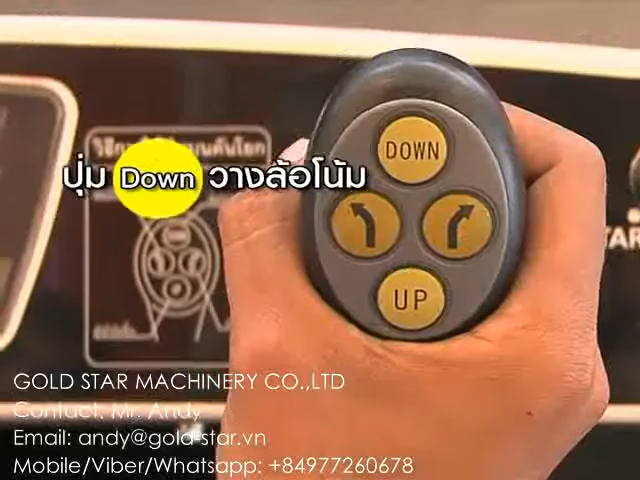 DOWN
ปุ่ม Down วางล้อโน้ม
UP
GOLD STAR MACHINERY CO.,LTD
Contact: Mr. Andy
Email: andy@gold-star.vn
Mobile/Viber/Whatsapp: +84977260678